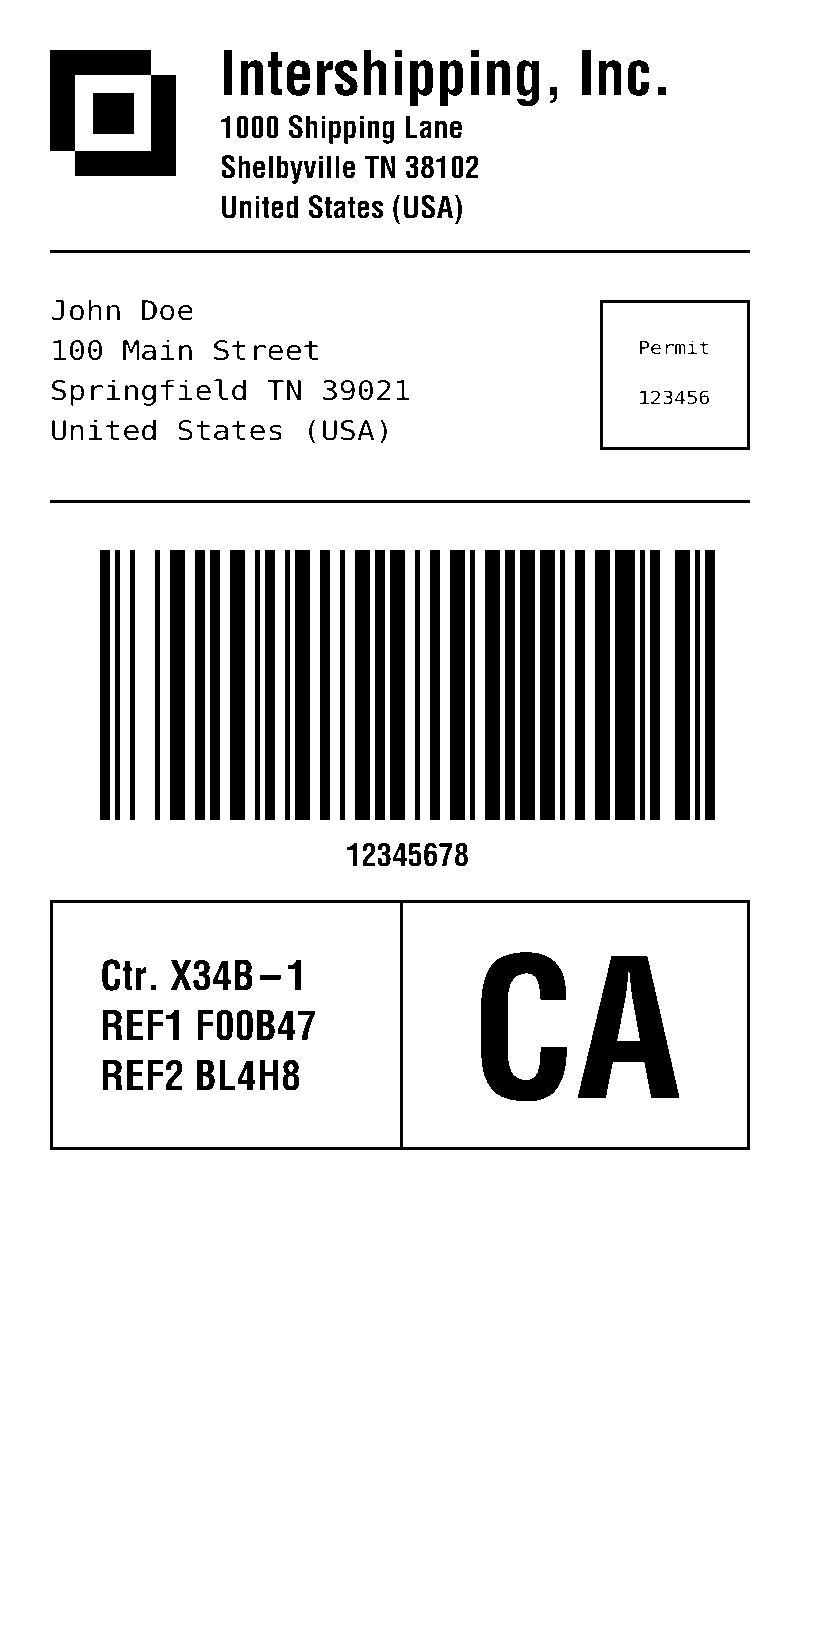 Intershipping, Inc.
1000 Shipping Lane
Shelbyville TN 38102
United States (USA)
John Doe
100 Main Street
Springfield TN 39021
United States (USA)
Permit
123456
12345678
Ctr. X34B-1
REF1 F00B47
REF2 BL4H8
CA